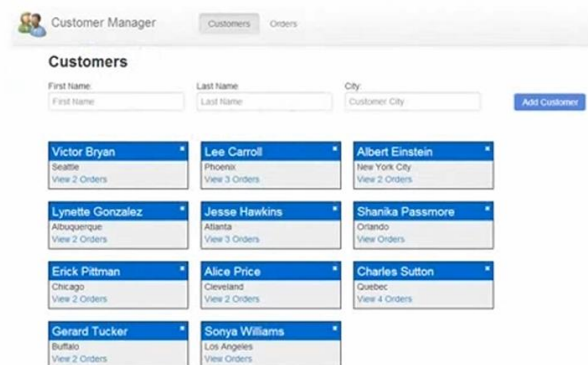 Customer Manager
Customers
Orders
Customers
First Name:
Last Name
City:
First Name
Last Name
Customer City
Add Customer
Victor Bryan
Seattle
View 2 Orders
Lee Carroll
Phoenix
View 3 Orders
Albert Einstein
New York City
View 2 Orders
Lynette Gonzalez
Albuquerque
View 2 Orders
Jesse Hawkins
Atlanta
View 3 Orders
Shanika Passmore
Orlando
View Orders
Erick Pittman
Chicago
View 2 Orders
Alice Price
Cleveland
View 2 Orders
Charles Sutton
Quebec
View 4 Orders
Gerard Tucker
Buffalo
View 2 Orders
Sonya Williams
Los Angeles
View Orders